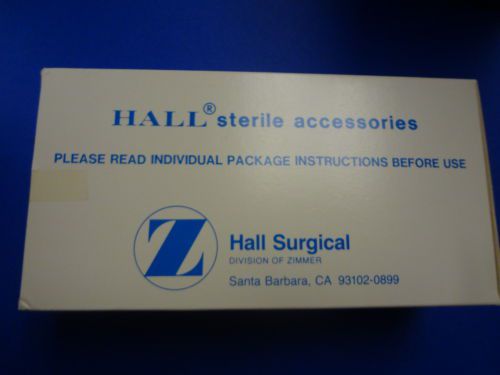 HALL® sterile accessories
PLEASE READ INDIVIDUAL PACKAGE INSTRUCTIONS BEFORE USE
Z
Hall Surgical
DIVISION OF ZIMMER
Santa Barbara, CA 93102-0899